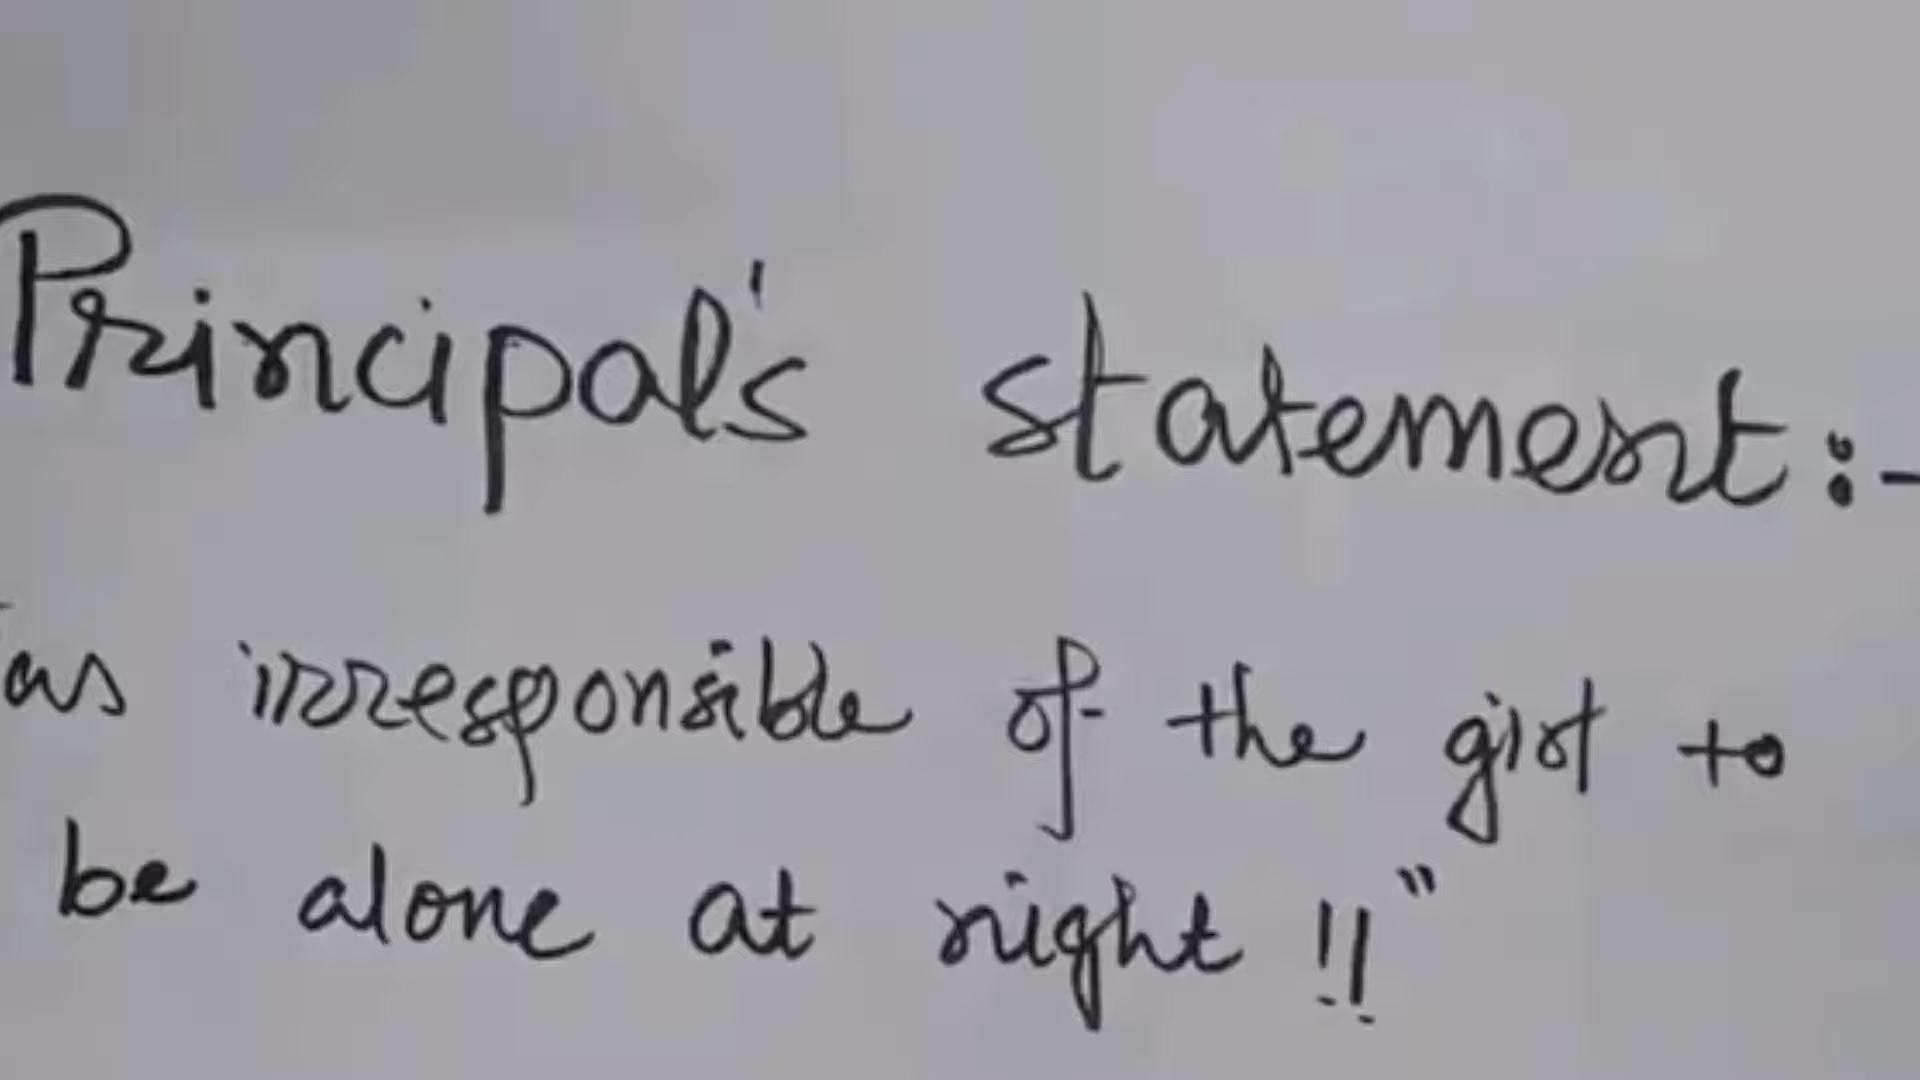 Principal's statement:-
as irresponsible of the girl to
be alone at night !!"